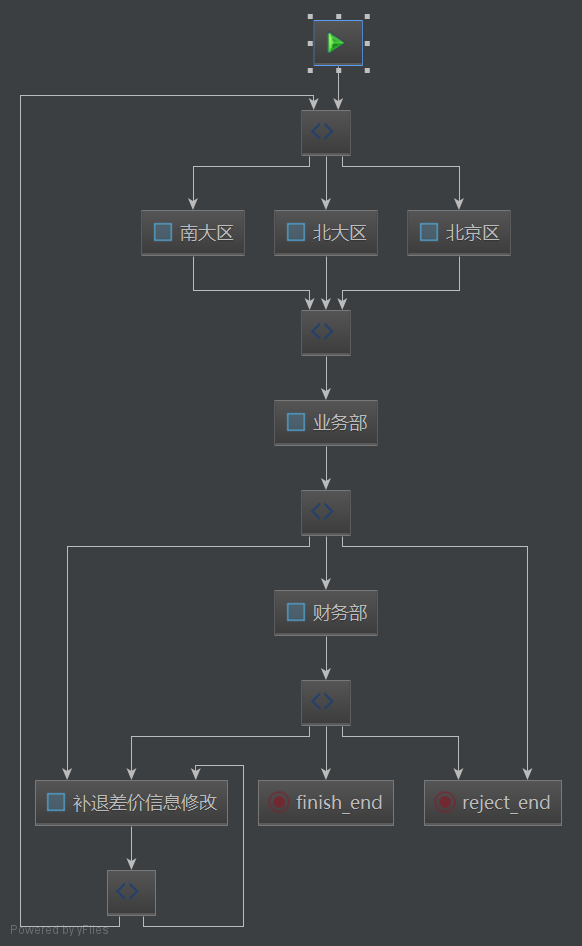 南大区
北大区
北京区
业务部
财务部
补退差价信息修改
finish_end
reject_end
Powered by yFiles